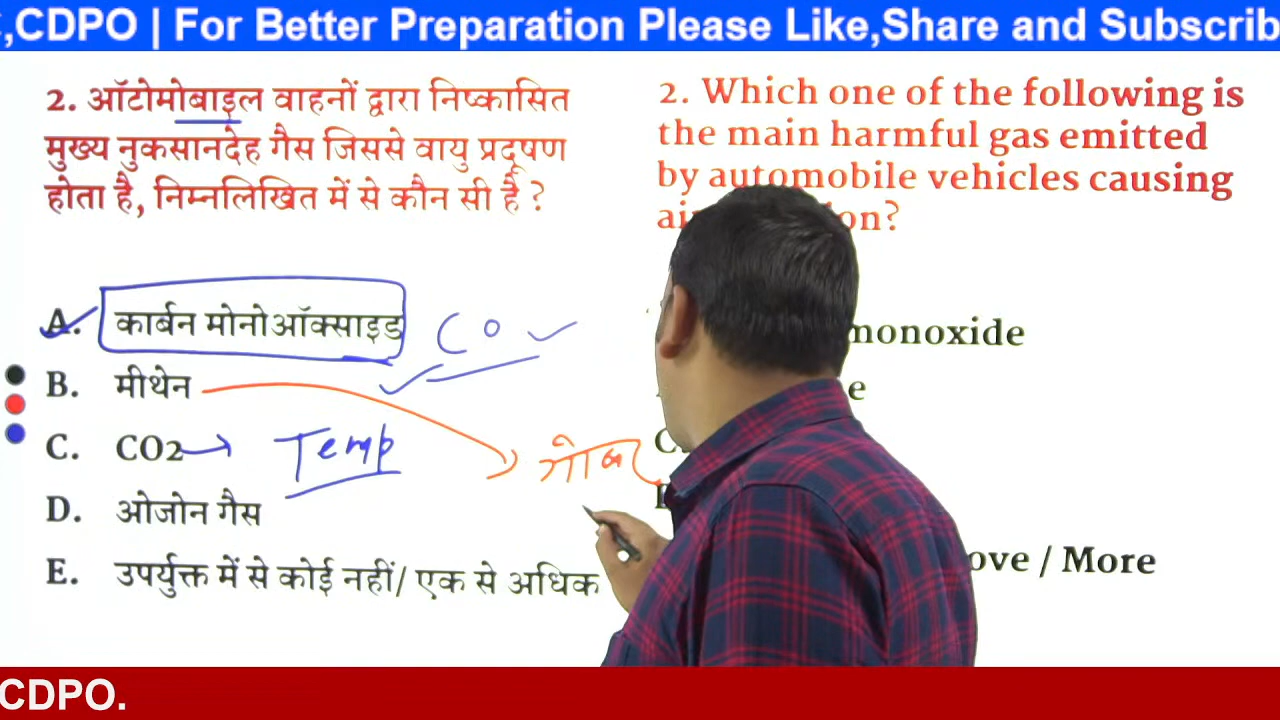 ,CDPO | For Better Preparation Please Like,Share and Subscrib
2. ऑटोमोबाइल वाहनों द्वारा निष्कासित
मुख्य नुकसानदेह गैस जिससे वायु प्रदूषण
होता है, निम्नलिखित में से कौन सी है ?
A. कार्बन मोनोऑक्साइड CO
B. मीथेन
C. CO2 → Temp
D. ओजोन गैस
E. उपर्युक्त में से कोई नहीं/ एक से अधिक
2. Which one of the following is
the main harmful gas emitted
by automobile vehicles causing
ai on?
monoxide
e
C
ove / More
CDPO.